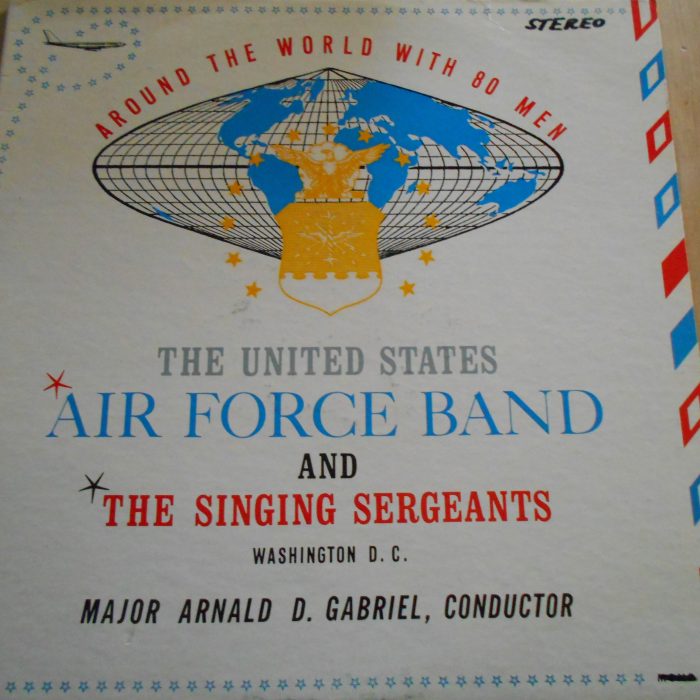 STEREO
AROUND THE WORLD WITH 80 MEN
THE UNITED STATES
AIR FORCE BAND
AND
THE SINGING SERGEANTS
WASHINGTON D. C.
MAJOR ARNALD D. GABRIEL, CONDUCTOR